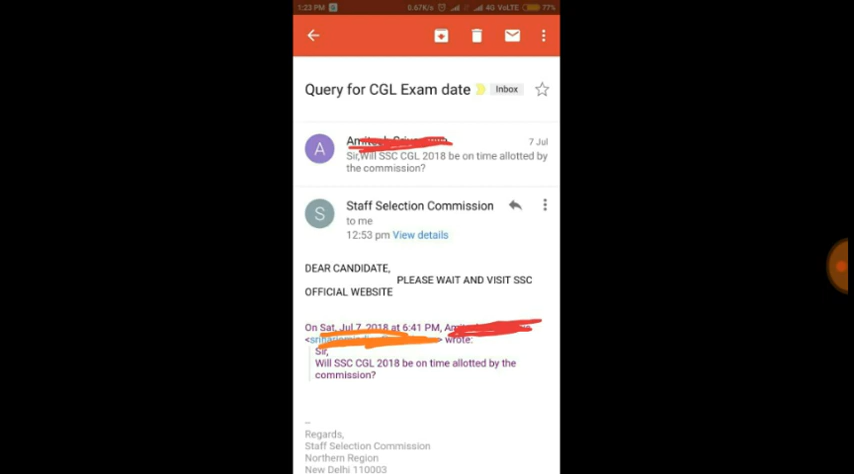 1:23 PM
0.67K/s 4G VoLTE 77%
Query for CGL Exam date Inbox
A
7 Jul
Sir,Will SSC CGL 2018 be on time allotted by
the commission?
S
Staff Selection Commission
to me
12:53 pm View details
DEAR CANDIDATE,
PLEASE WAIT AND VISIT SSC
OFFICIAL WEBSITE
On Sat, Jul 7, 2018 at 6:41 PM,
wrote:
Sir,
Will SSC CGL 2018 be on time allotted by the
commission?
--
Regards,
Staff Selection Commission
Northern Region
New Delhi 110003